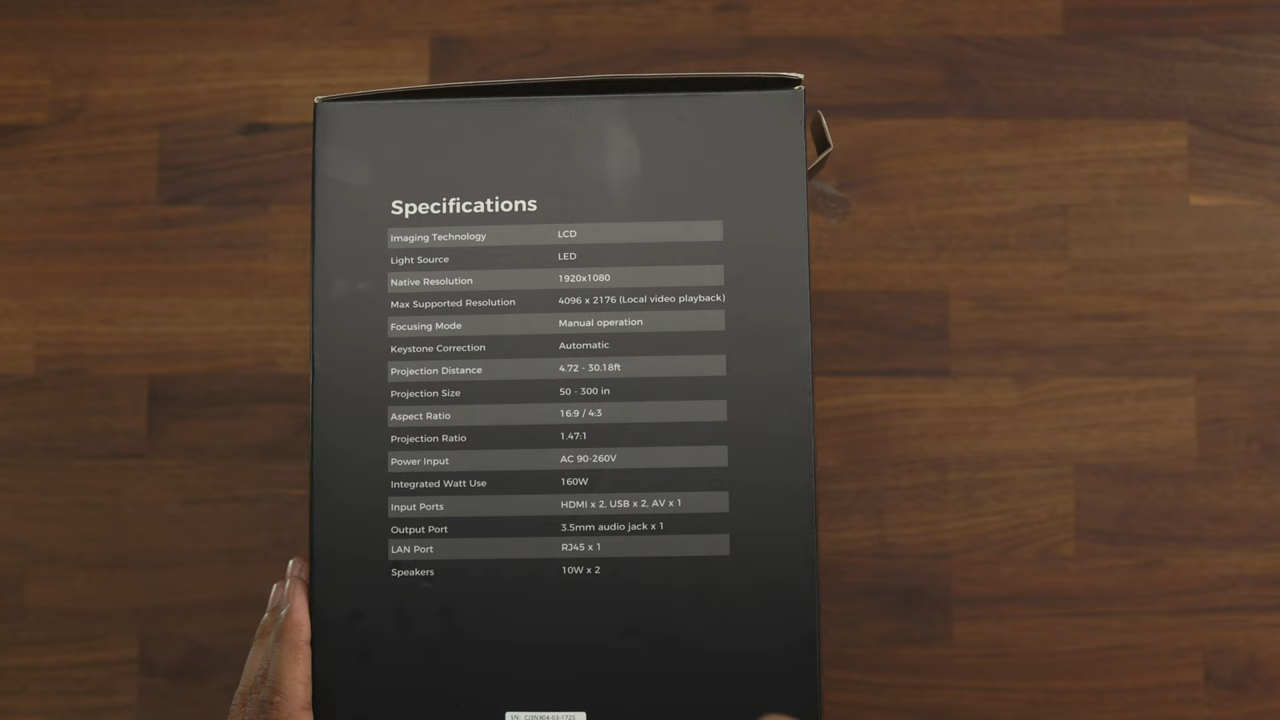 Specifications
Imaging Technology LCD
Light Source LED
Native Resolution 1920x1080
Max Supported Resolution 4096 x 2176 (Local video playback)
Focusing Mode Manual operation
Keystone Correction Automatic
Projection Distance 4.72 - 30.18ft
Projection Size 50 - 300 in
Aspect Ratio 16:9 / 4:3
Projection Ratio 1.47:1
Power Input AC 90-260V
Integrated Watt Use 160W
Input Ports HDMI x 2, USB x 2, AV x 1
Output Port 3.5mm audio jack x 1
LAN Port RJ45 x 1
Speakers 10W x 2
SN: